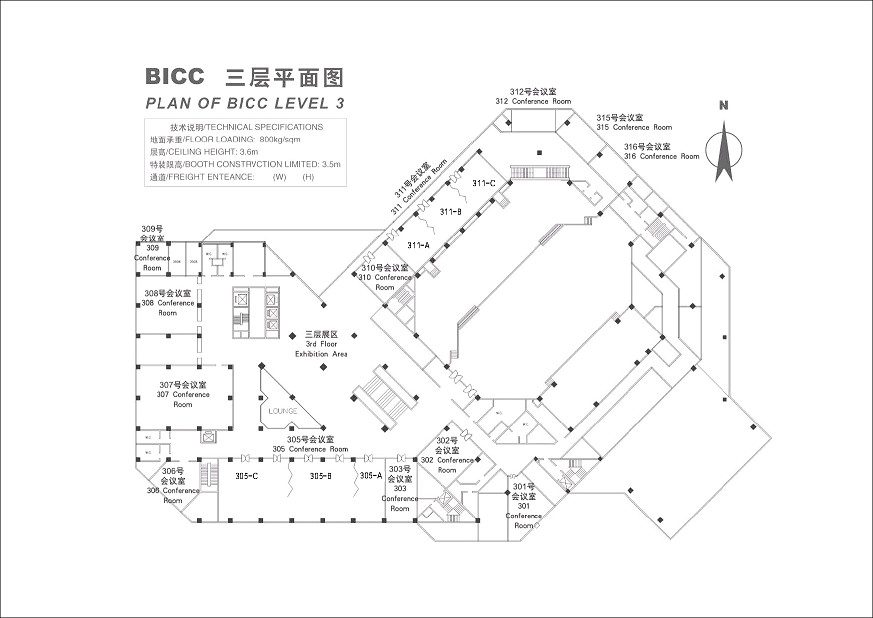 BICC 三层平面图
PLAN OF BICC LEVEL 3
技术说明/TECHNICAL SPECIFICATIONS
地面承重/FLOOR LOADING: 800kg/sqm
层高/CEILING HEIGHT: 3.6m
特装限高/BOOTH CONSTRVCTION LIMITED: 3.5m
通道/FREIGHT ENTEANCE: (W) (H)
312号会议室
312 Conference Room
N
315号会议室
315 Conference Room
316号会议室
316 Conference Room
311号会议室
311 Conference Room
311-C
311-B
311-A
309号
会议室
309
Conference
Room
310号会议室
310 Conference
Room
308号会议室
308 Conference
Room
三层展区
3rd Floor
Exhibition Area
307号会议室
307 Conference
Room
LOUNGE
305号会议室
305 Conference Room
305-C
305-B
305-A
302号
会议室
302 Conference
Room
303号
会议室
303
Conference
Room
306号
会议室
306 Conference
Room
301号
会议室
301
Conference
Room